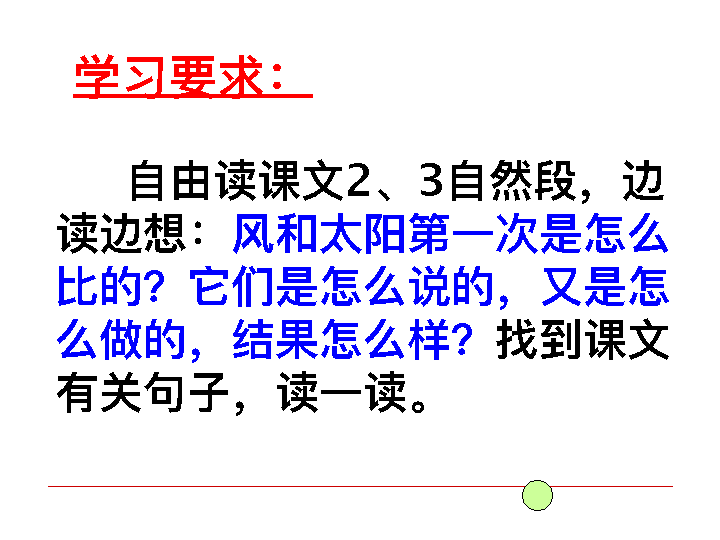 学习要求：
自由读课文2、3自然段，边
读边想：风和太阳第一次是怎么
比的？它们是怎么说的，又是怎
么做的，结果怎么样？找到课文
有关句子，读一读。